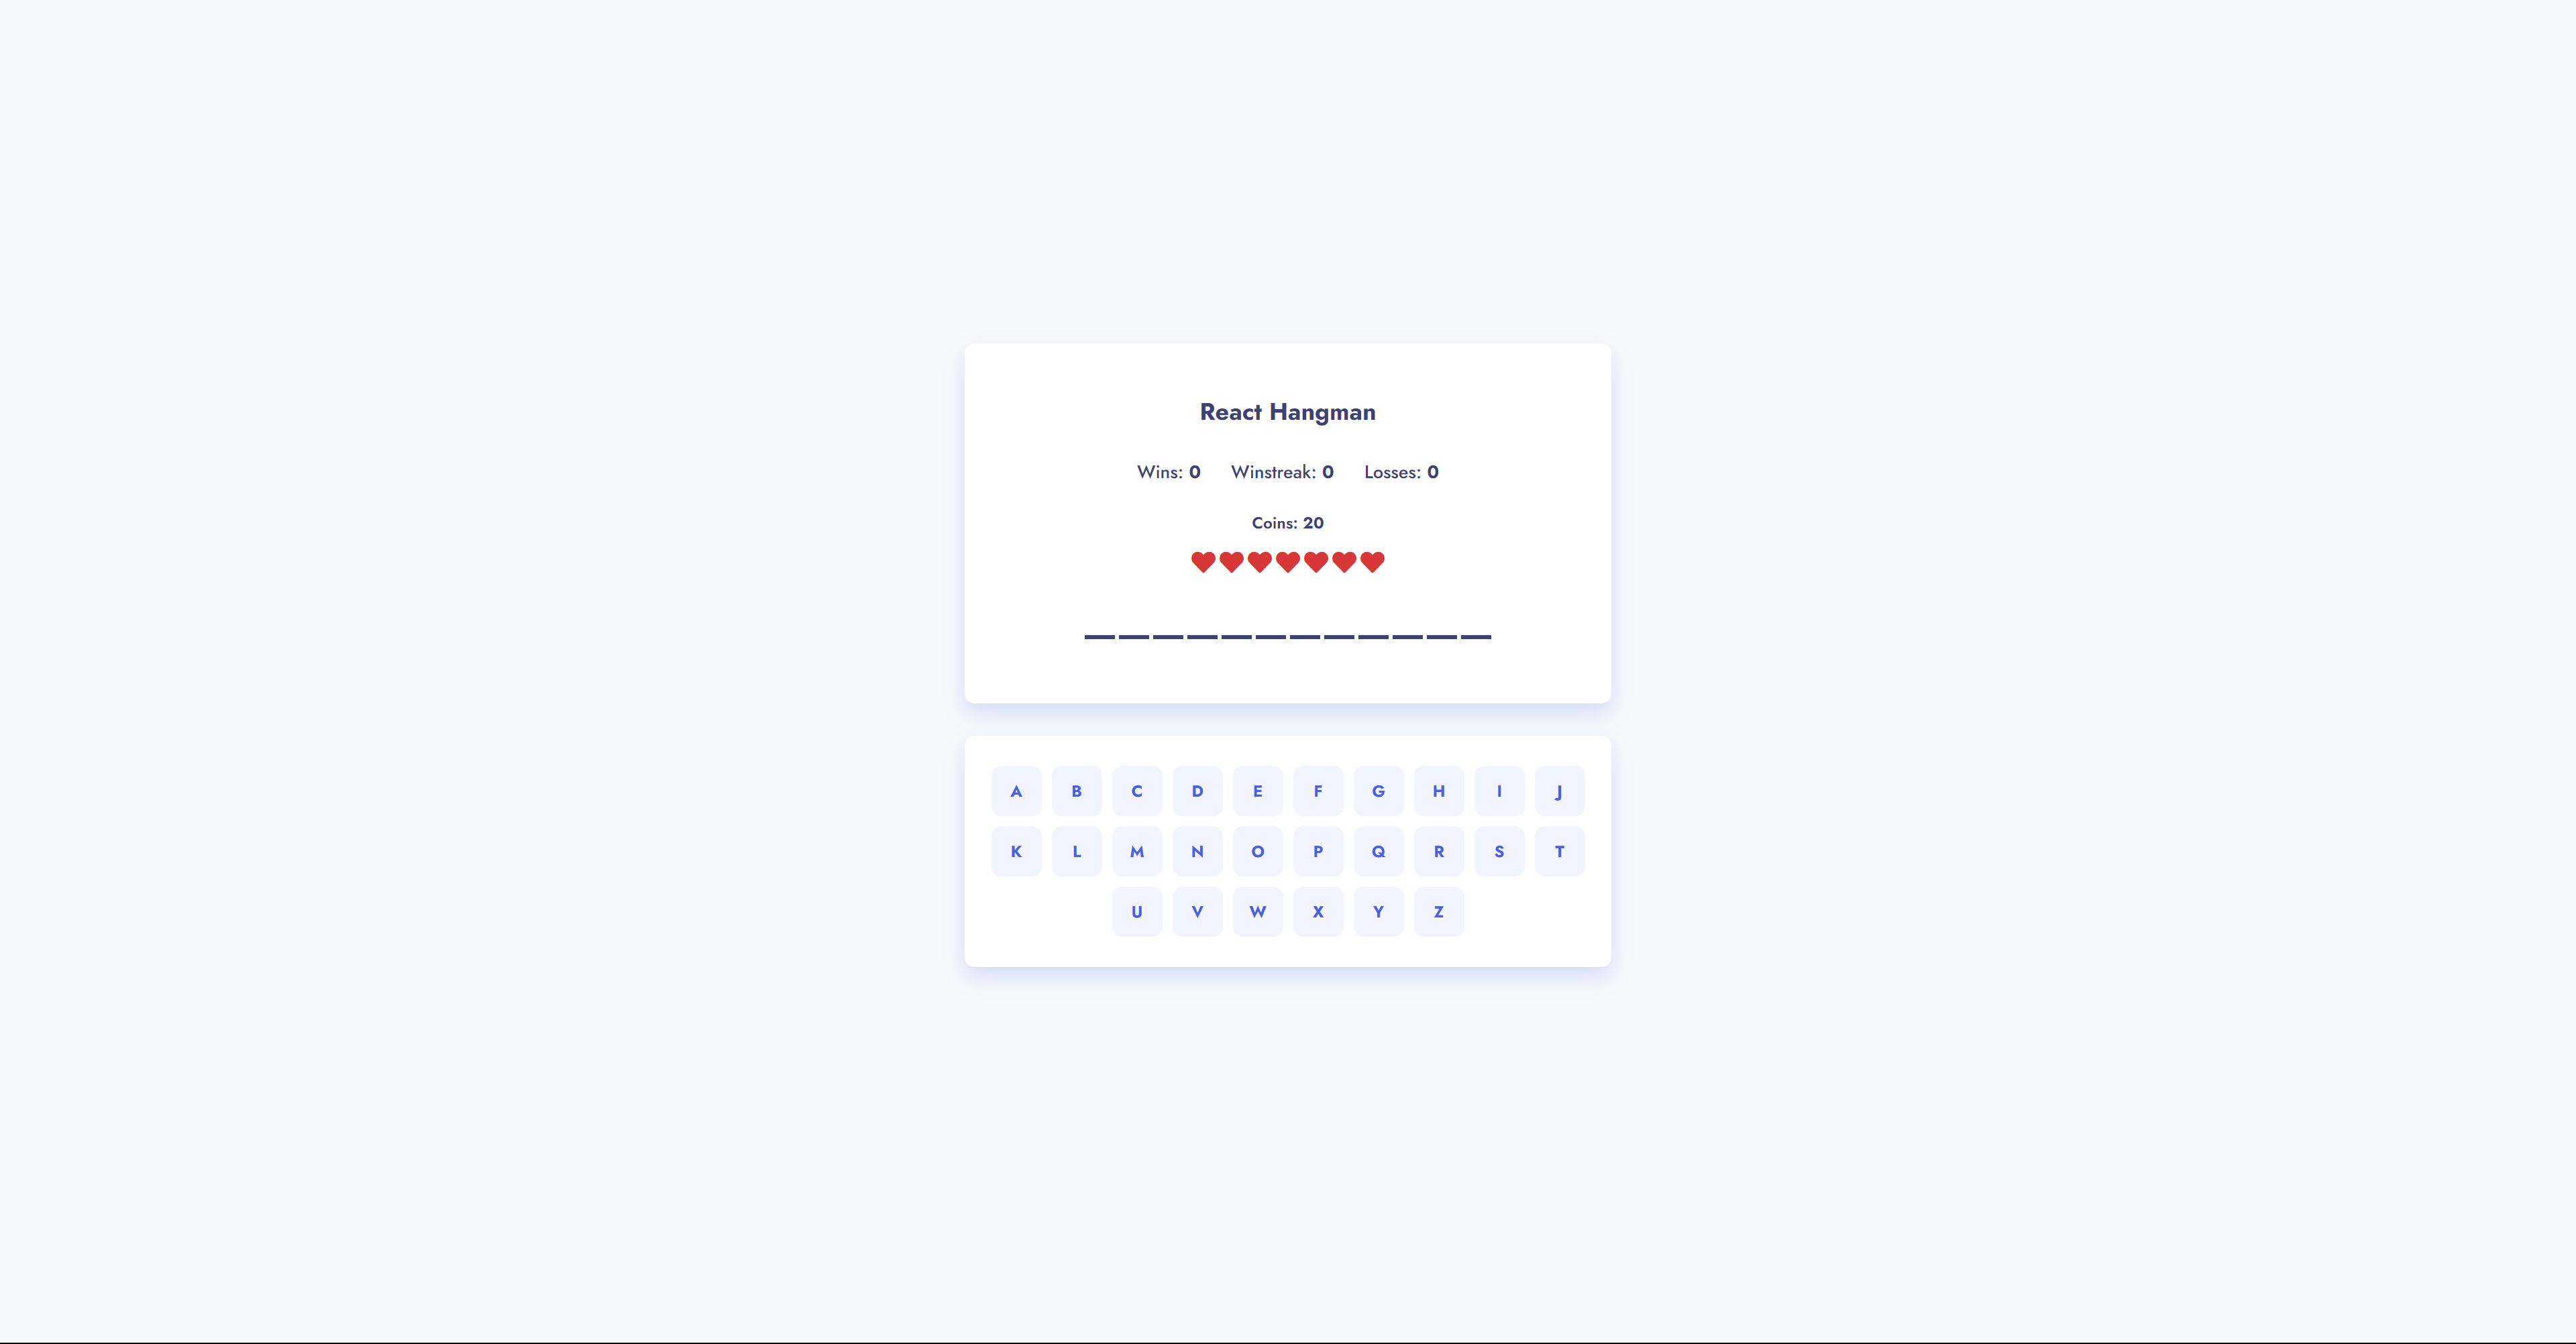 React Hangman
Wins: 0 Winstreak: 0 Losses: 0
Coins: 20
A B C D E F G H I J
K L M N O P Q R S T
U V W X Y Z